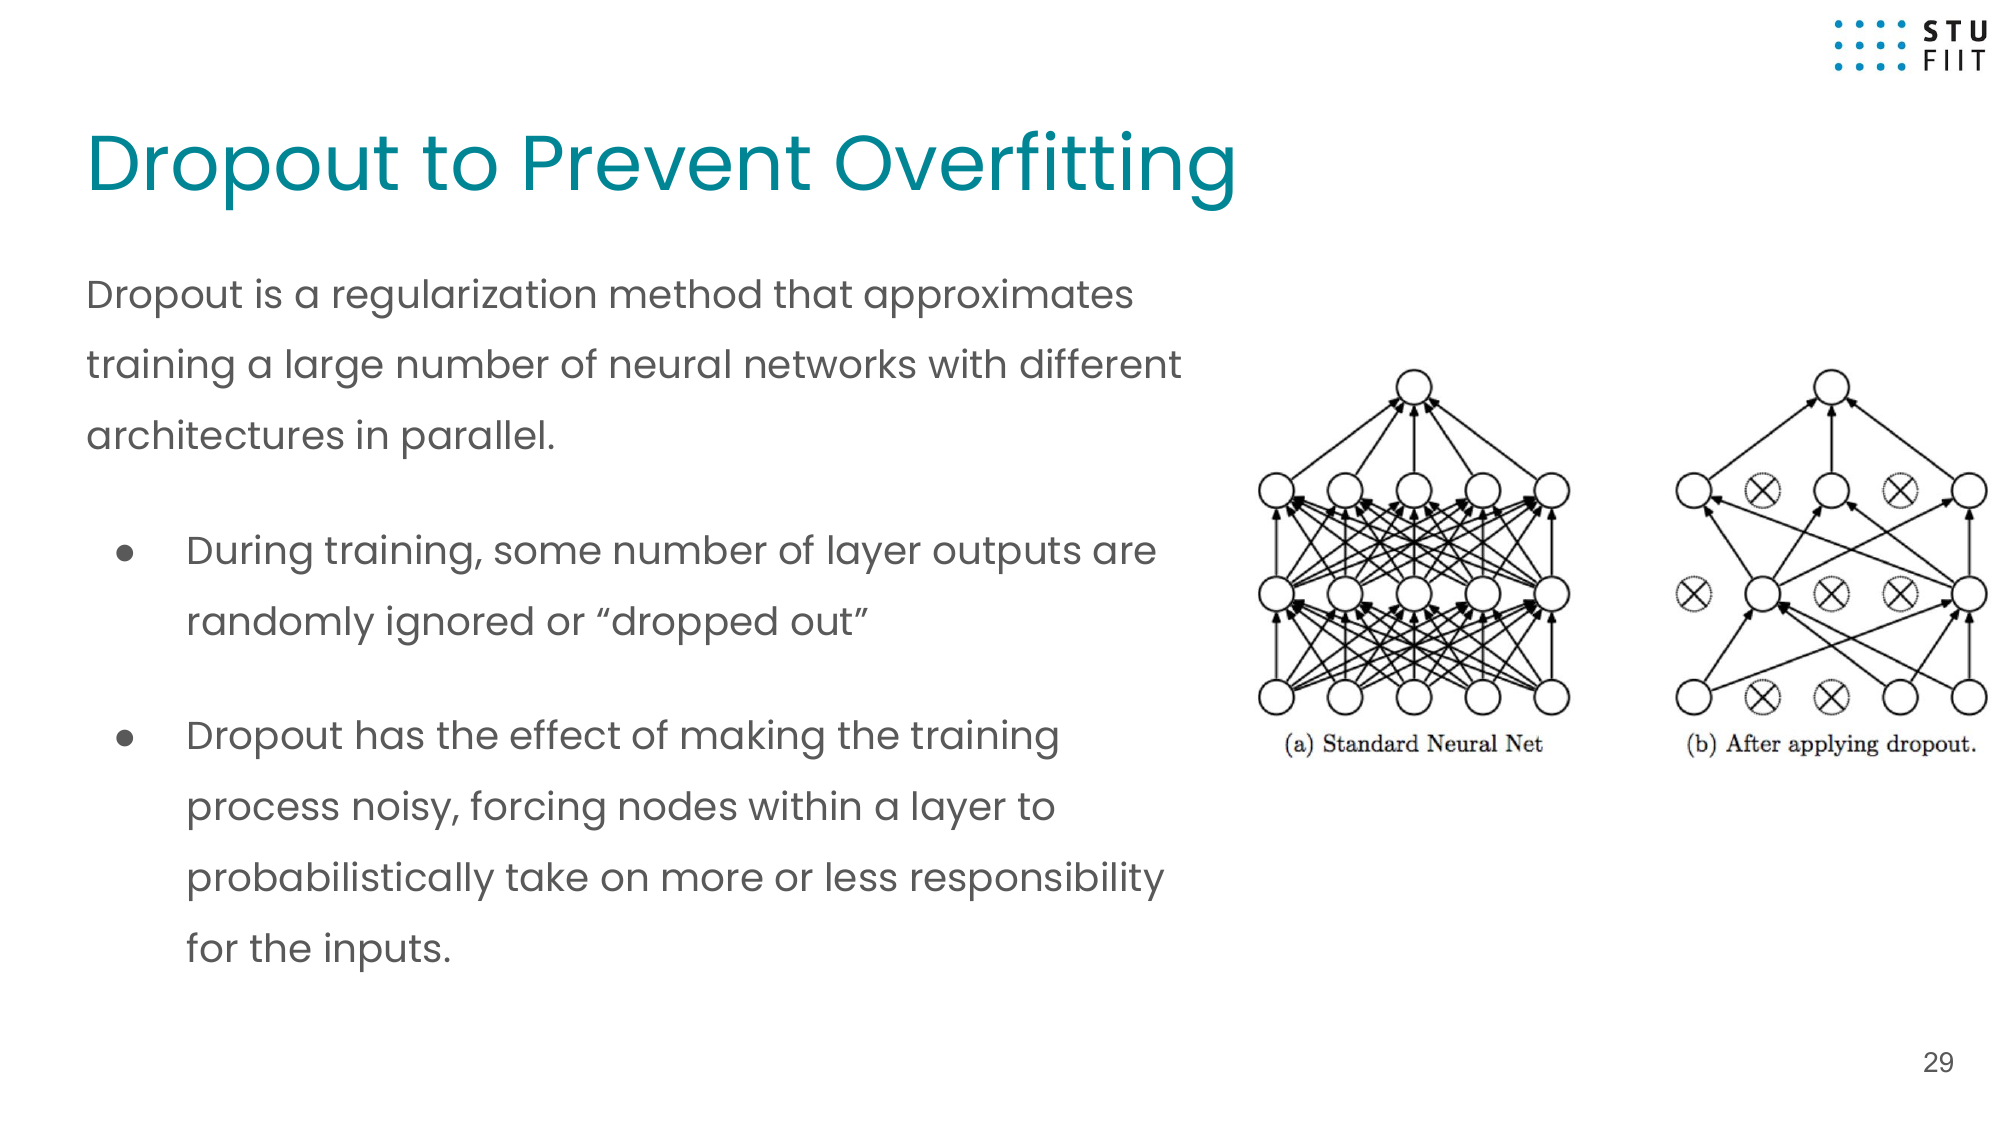 STU
FIIT
Dropout to Prevent Overfitting
Dropout is a regularization method that approximates
training a large number of neural networks with different
architectures in parallel.
● During training, some number of layer outputs are
randomly ignored or “dropped out”
● Dropout has the effect of making the training
process noisy, forcing nodes within a layer to
probabilistically take on more or less responsibility
for the inputs.
(a) Standard Neural Net
(b) After applying dropout.
29